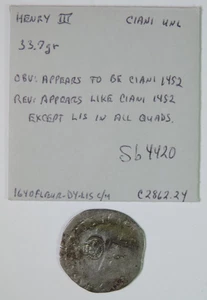 HENRY III CIANI UNL
33.7gr
OBV: APPEARS TO BE CIANI 1452
REV: APPEARS LIKE CIANI 1452
EXCEPT LIS IN ALL QUADS.
Sb 4420
C2862.24